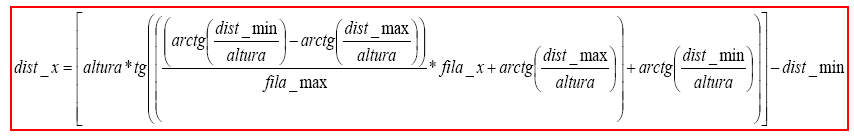 dist_x = [altura * tg((((arctg(dist_min/altura) - arctg(dist_max/altura))/fila_max) * fila_x + arctg(dist_max/altura)) + arctg(dist_min/altura))] - dist_min